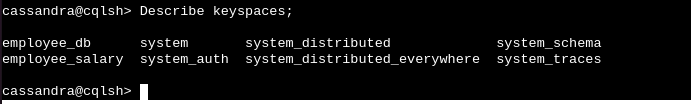 cassandra@cqlsh> Describe keyspaces;
employee_db      system       system_distributed             system_schema
employee_salary  system_auth  system_distributed_everywhere  system_traces
cassandra@cqlsh>